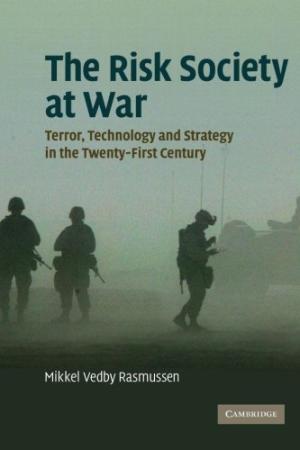 The Risk Society
at War
Terror, Technology and Strategy
in the Twenty-First Century
Mikkel Vedby Rasmussen
CAMBRIDGE